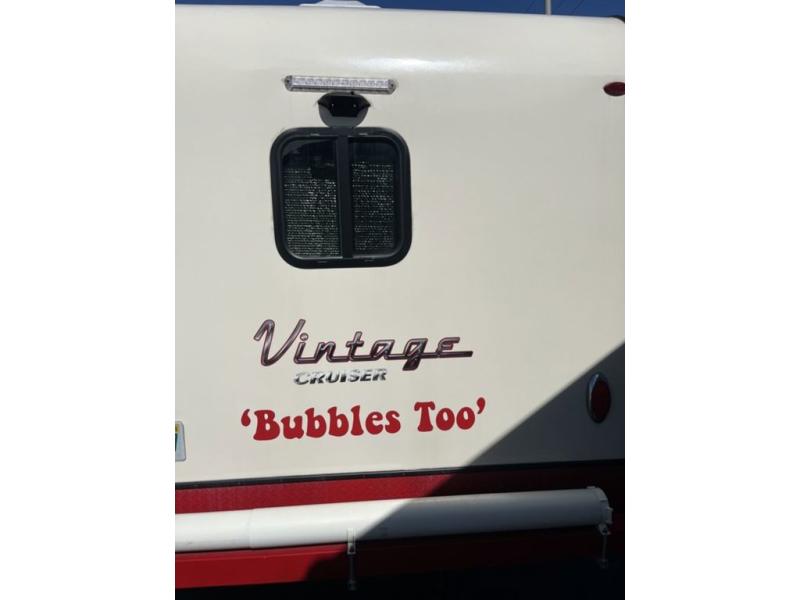 Vintage
CRUISER
‘Bubbles Too’